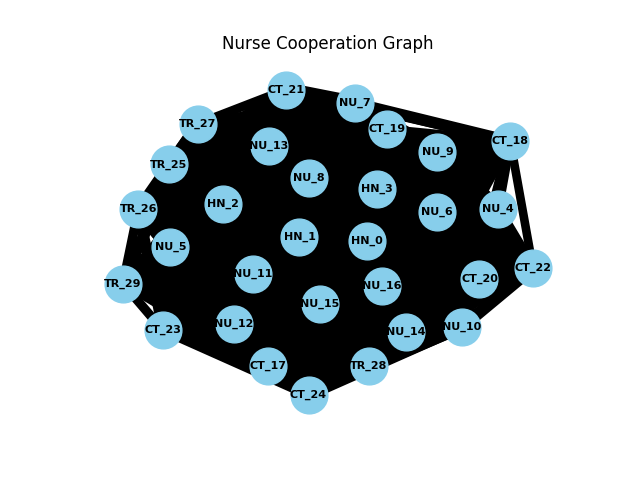 Nurse Cooperation Graph
CT_21
NU_7
TR_27
CT_19
CT_18
NU_13
NU_9
TR_25
NU_8
HN_3
HN_2
TR_26
NU_6
NU_4
HN_1
HN_0
NU_5
CT_22
NU_11
CT_20
TR_29
NU_16
NU_15
NU_12
CT_23
NU_14
NU_10
CT_17
TR_28
CT_24